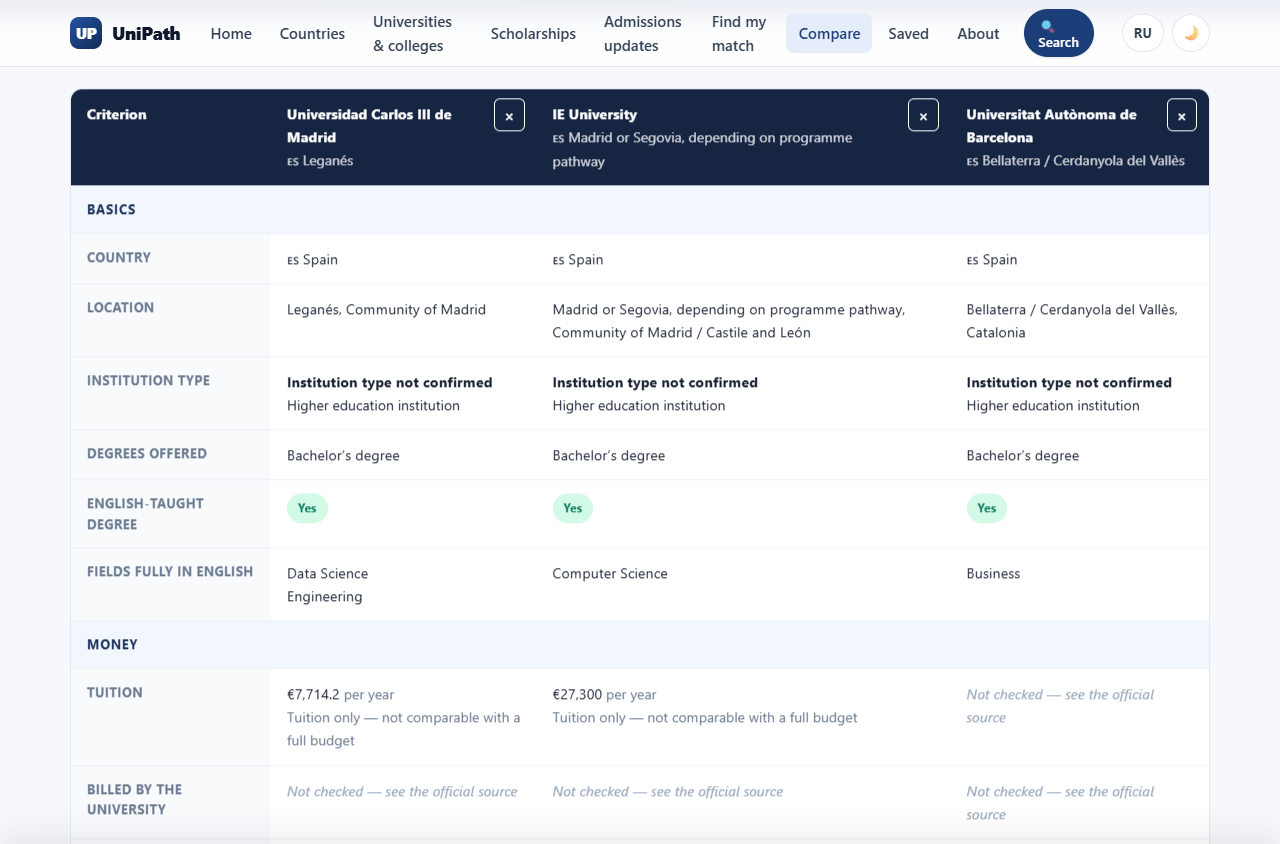 UP UniPath
Home
Countries
Universities
& colleges
Scholarships
Admissions
updates
Find my
match
Compare
Saved
About
Search
RU
Criterion
Universidad Carlos III de
Madrid
ES Leganés
×
IE University
ES Madrid or Segovia, depending on programme
pathway
×
Universitat Autònoma de
Barcelona
ES Bellaterra / Cerdanyola del Vallès
×
BASICS
COUNTRY
ES Spain
ES Spain
ES Spain
LOCATION
Leganés, Community of Madrid
Madrid or Segovia, depending on programme pathway,
Community of Madrid / Castile and León
Bellaterra / Cerdanyola del Vallès,
Catalonia
INSTITUTION TYPE
Institution type not confirmed
Higher education institution
Institution type not confirmed
Higher education institution
Institution type not confirmed
Higher education institution
DEGREES OFFERED
Bachelor's degree
Bachelor's degree
Bachelor's degree
ENGLISH-TAUGHT
DEGREE
Yes
Yes
Yes
FIELDS FULLY IN ENGLISH
Data Science
Engineering
Computer Science
Business
MONEY
TUITION
€7,714.2 per year
Tuition only — not comparable with a
full budget
€27,300 per year
Tuition only — not comparable with a full budget
Not checked — see the official
source
BILLED BY THE
UNIVERSITY
Not checked — see the official source
Not checked — see the official source
Not checked — see the official
source